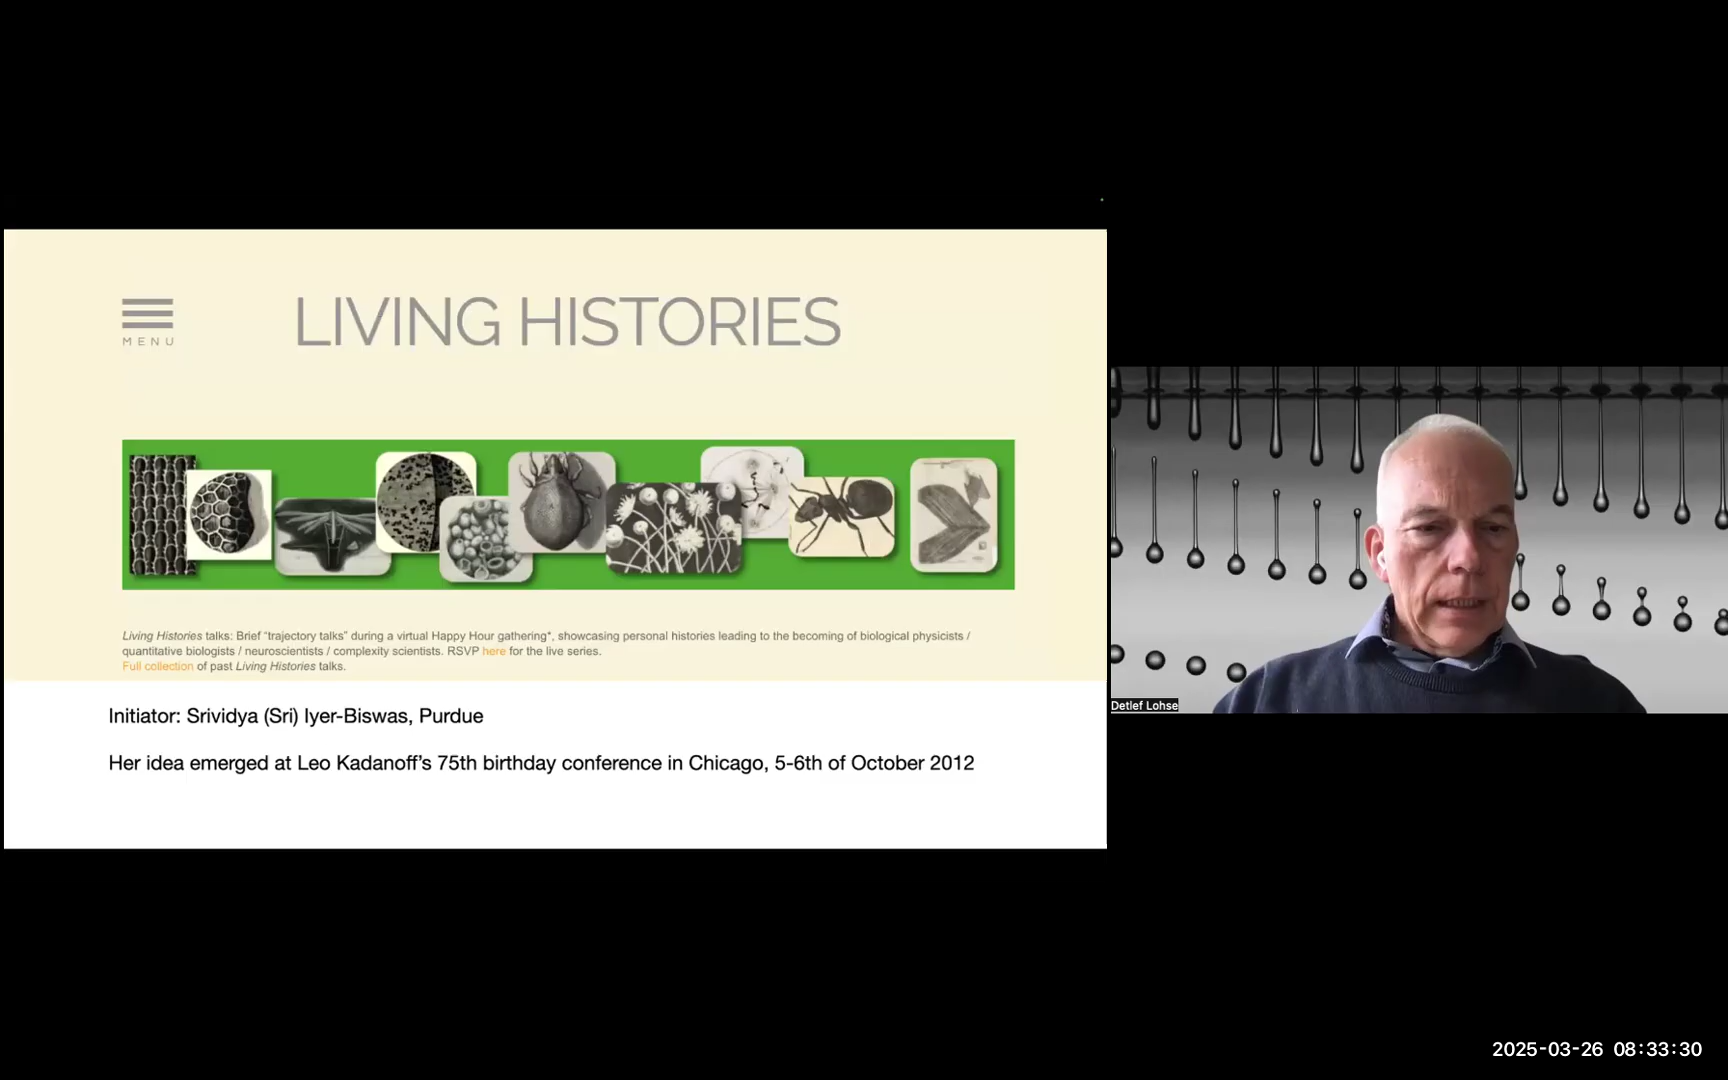 MENU
LIVING HISTORIES
Living Histories talks: Brief “trajectory talks” during a virtual Happy Hour gathering*, showcasing personal histories leading to the becoming of biological physicists /
quantitative biologists / neuroscientists / complexity scientists. RSVP here for the live series.
Full collection of past Living Histories talks.
Initiator: Srividya (Sri) Iyer-Biswas, Purdue
Her idea emerged at Leo Kadanoff’s 75th birthday conference in Chicago, 5-6th of October 2012
Detlef Lohse
2025-03-26 08:33:30